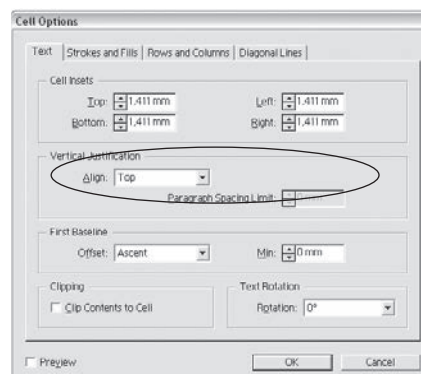 Cell Options
Text Strokes and Fills Rows and Columns Diagonal Lines
Cell Insets
Top: 1,411 mm Left: 1,411 mm
Bottom: 1,411 mm Right: 1,411 mm
Vertical Justification
Align: Top
Paragraph Spacing Limit: 0 mm
First Baseline
Offset: Ascent Min: 0 mm
Clipping Text Rotation
Clip Contents to Cell Rotation: 0°
Preview OK Cancel